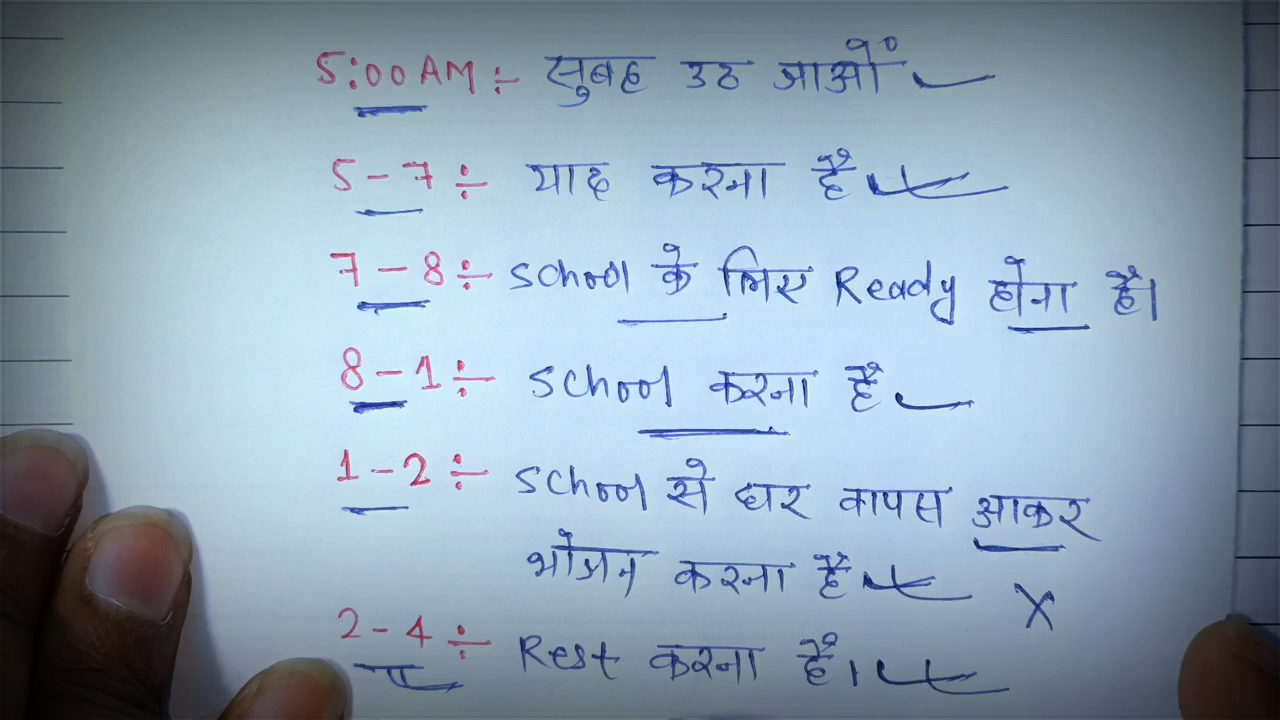 5:00 AM ÷ सुबह उठ जाओं
5 - 7 ÷ याद करना है
7 - 8 ÷ school के लिए Ready होना है।
8 - 1 ÷ school करना है
1 - 2 ÷ school से घर वापस आकर
भोजन करना है
2 - 4 ÷ Rest करना है।